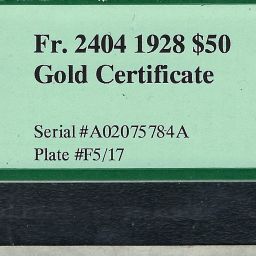 Fr. 2404 1928 $50
Gold Certificate
Serial #A02075784A
Plate #F5/17